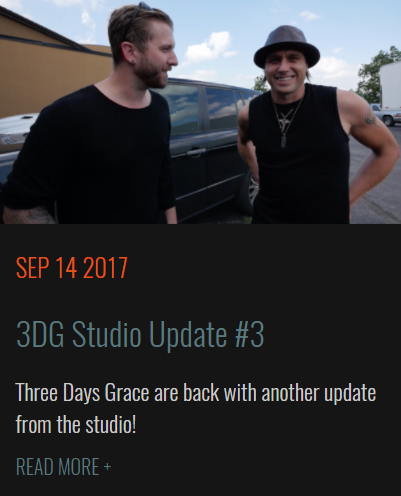 SEP 14 2017
3DG Studio Update #3
Three Days Grace are back with another update
from the studio!
READ MORE +